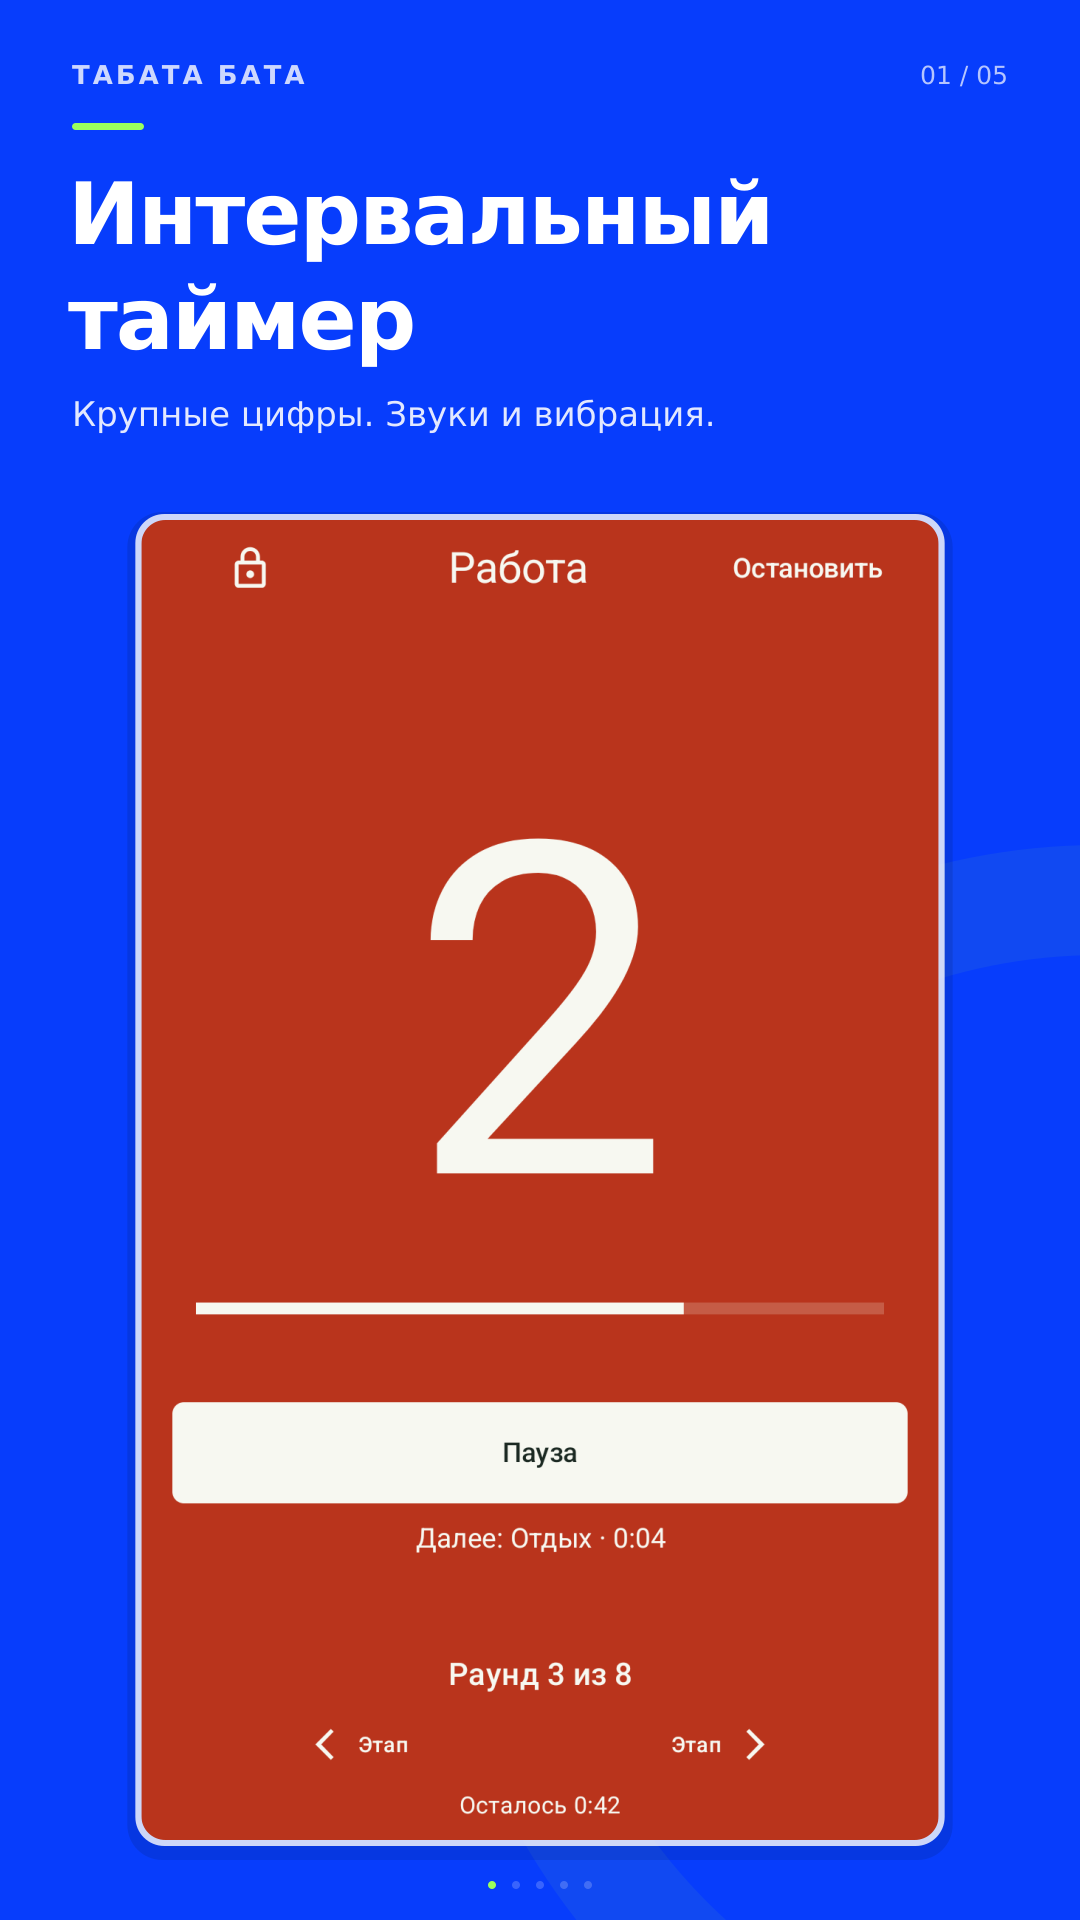 ТАБАТА БАТА
01 / 05
Интервальный
таймер
Крупные цифры. Звуки и вибрация.
Работа
Остановить
2
Пауза
Далее: Отдых · 0:04
Раунд 3 из 8
Этап
Этап
Осталось 0:42